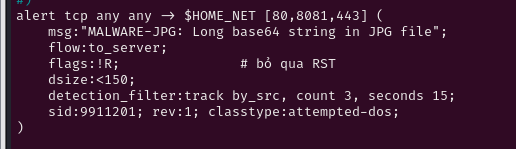 #)
alert tcp any any -> $HOME_NET [80,8081,443] (
    msg:"MALWARE-JPG: Long base64 string in JPG file";
    flow:to_server;
    flags:!R;               # bỏ qua RST
    dsize:<150;
    detection_filter:track by_src, count 3, seconds 15;
    sid:9911201; rev:1; classtype:attempted-dos;
)